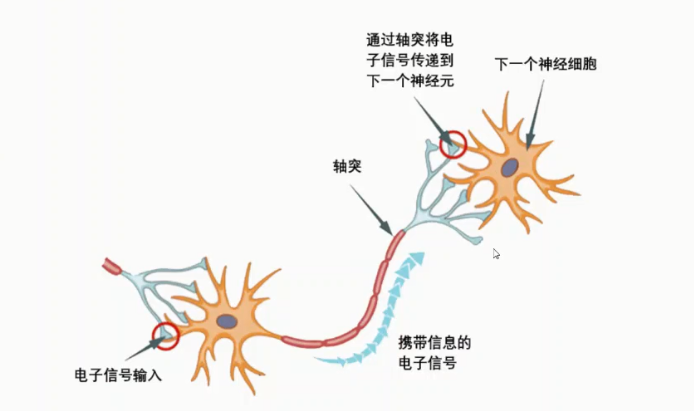 通过轴突将电
子信号传递到
下一个神经元
下一个神经细胞
轴突
携带信息的
电子信号
电子信号输入